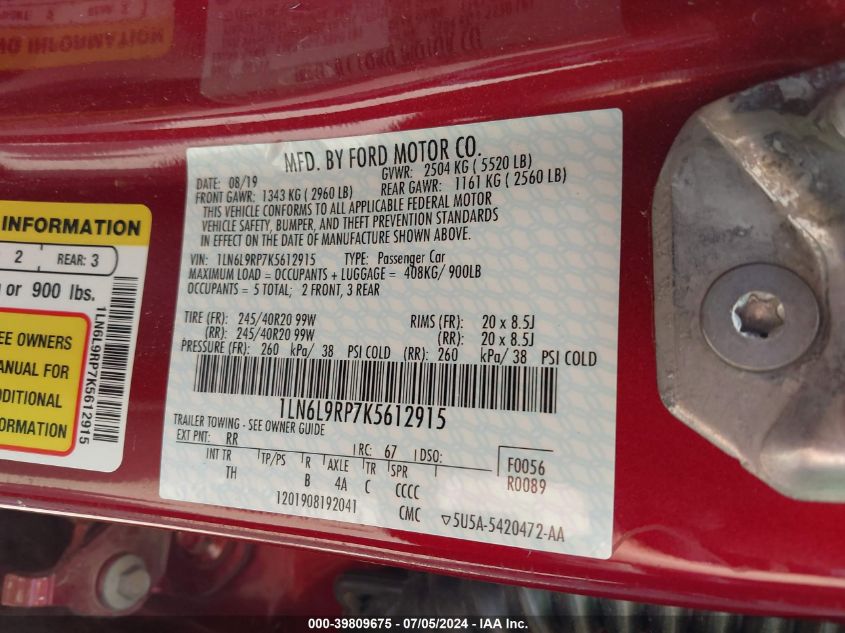 MFD. BY FORD MOTOR CO.
DATE: 08/19 GVWR: 2504 KG ( 5520 LB)
FRONT GAWR: 1343 KG ( 2960 LB) REAR GAWR: 1161 KG ( 2560 LB)
THIS VEHICLE CONFORMS TO ALL APPLICABLE FEDERAL MOTOR
VEHICLE SAFETY, BUMPER, AND THEFT PREVENTION STANDARDS
IN EFFECT ON THE DATE OF MANUFACTURE SHOWN ABOVE.
VIN: 1LN6L9RP7K5612915 TYPE: Passenger Car
MAXIMUM LOAD = OCCUPANTS + LUGGAGE = 408KG/ 900LB
OCCUPANTS = 5 TOTAL; 2 FRONT, 3 REAR
TIRE (FR): 245/40R20 99W RIMS (FR): 20 x 8.5J
(RR): 245/40R20 99W (RR): 20 x 8.5J
PRESSURE (FR): 260 kPa/ 38 PSI COLD (RR): 260 kPa/ 38 PSI COLD
1LN6L9RP7K5612915
TRAILER TOWING - SEE OWNER GUIDE
EXT PNT: RR RC: 67 DSO: F0056
R0089
INT TR TP/PS R AXLE TR SPR
TH B 4A C CCCC
1201908192041 CMC ▽5U5A-5420472-AA
INFORMATION
2 REAR: 3
or 900 lbs.
SEE OWNERS
MANUAL FOR
ADDITIONAL
INFORMATION
1LN6L9RP7K5612915
000-39809675 / 07/05/2024 - IAA Inc.